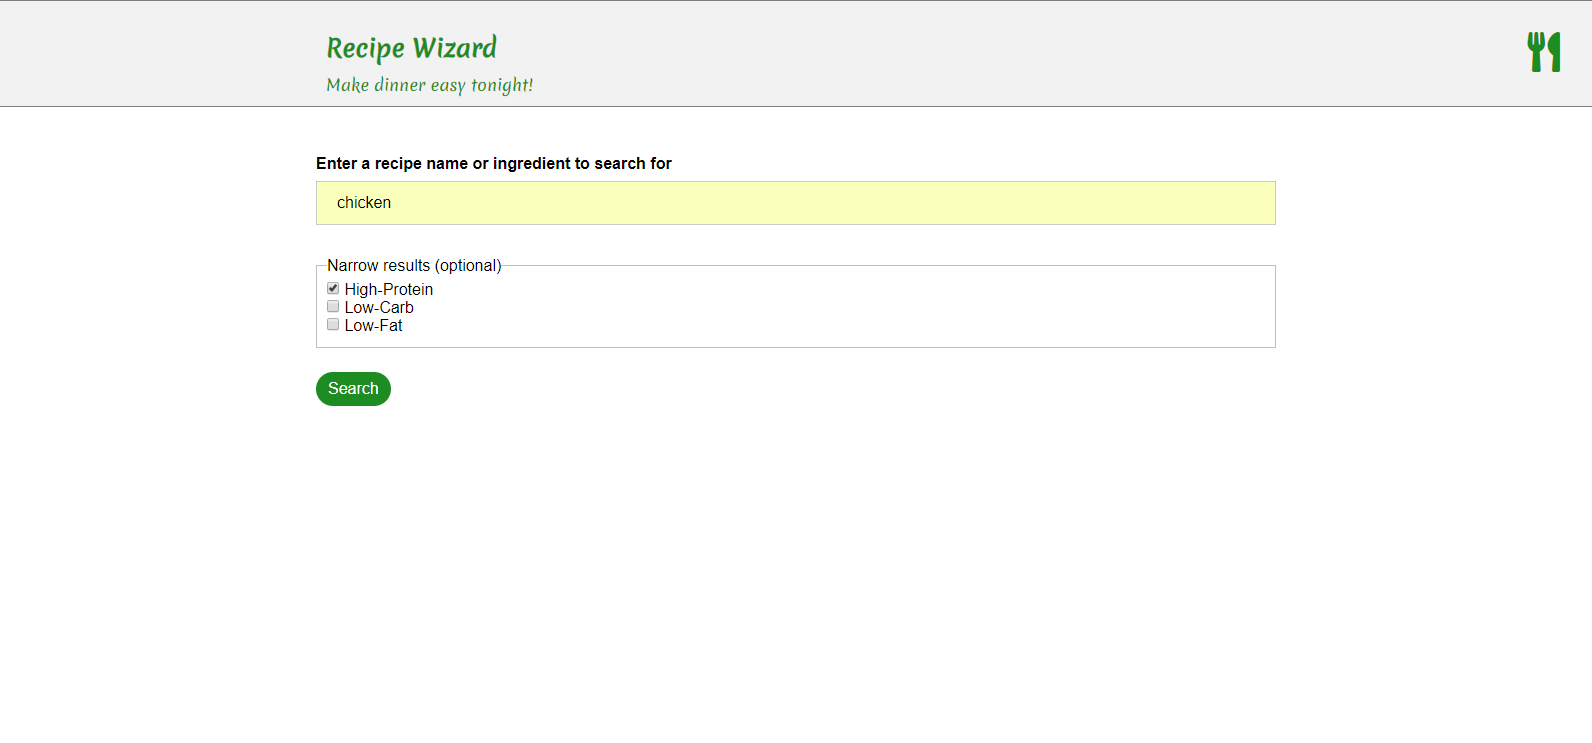 Recipe Wizard
Make dinner easy tonight!
Enter a recipe name or ingredient to search for
chicken
Narrow results (optional)
High-Protein
Low-Carb
Low-Fat
Search